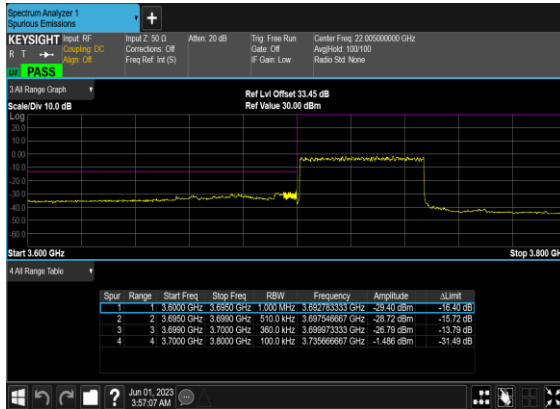 Spectrum Analyzer 1
Spurious Emissions
+
KEYSIGHT Input: RF Input Z: 50 Ω Atten: 20 dB Trig: Free Run Center Freq: 22.005000000 GHz
R T Coupling: DC Corrections: Off Gate: Off Avg|Hold: 100/100
Align: Off Freq Ref: Int (S) IF Gain: Low Radio Std: None
PASS
3 All Range Graph Ref Lvl Offset 33.45 dB
Scale/Div 10.0 dB Ref Value 30.00 dBm
Log
20.0
10.0
0.00
-10.0
-20.0
-30.0
-40.0
-50.0
-60.0
Start 3.600 GHz Stop 3.800 GHz
4 All Range Table
Spur Range Start Freq Stop Freq RBW Frequency Amplitude ΔLimit
1 1 3.6000 GHz 3.6950 GHz 1.000 MHz 3.692783333 GHz -29.40 dBm -16.40 dB
2 2 3.6950 GHz 3.6990 GHz 510.0 kHz 3.697546667 GHz -28.72 dBm -15.72 dB
3 3 3.6990 GHz 3.7000 GHz 360.0 kHz 3.699973333 GHz -26.79 dBm -13.79 dB
4 4 3.7000 GHz 3.8000 GHz 100.0 kHz 3.735666667 GHz -1.486 dBm -31.49 dB
? Jun 01, 2023
3:57:07 AM